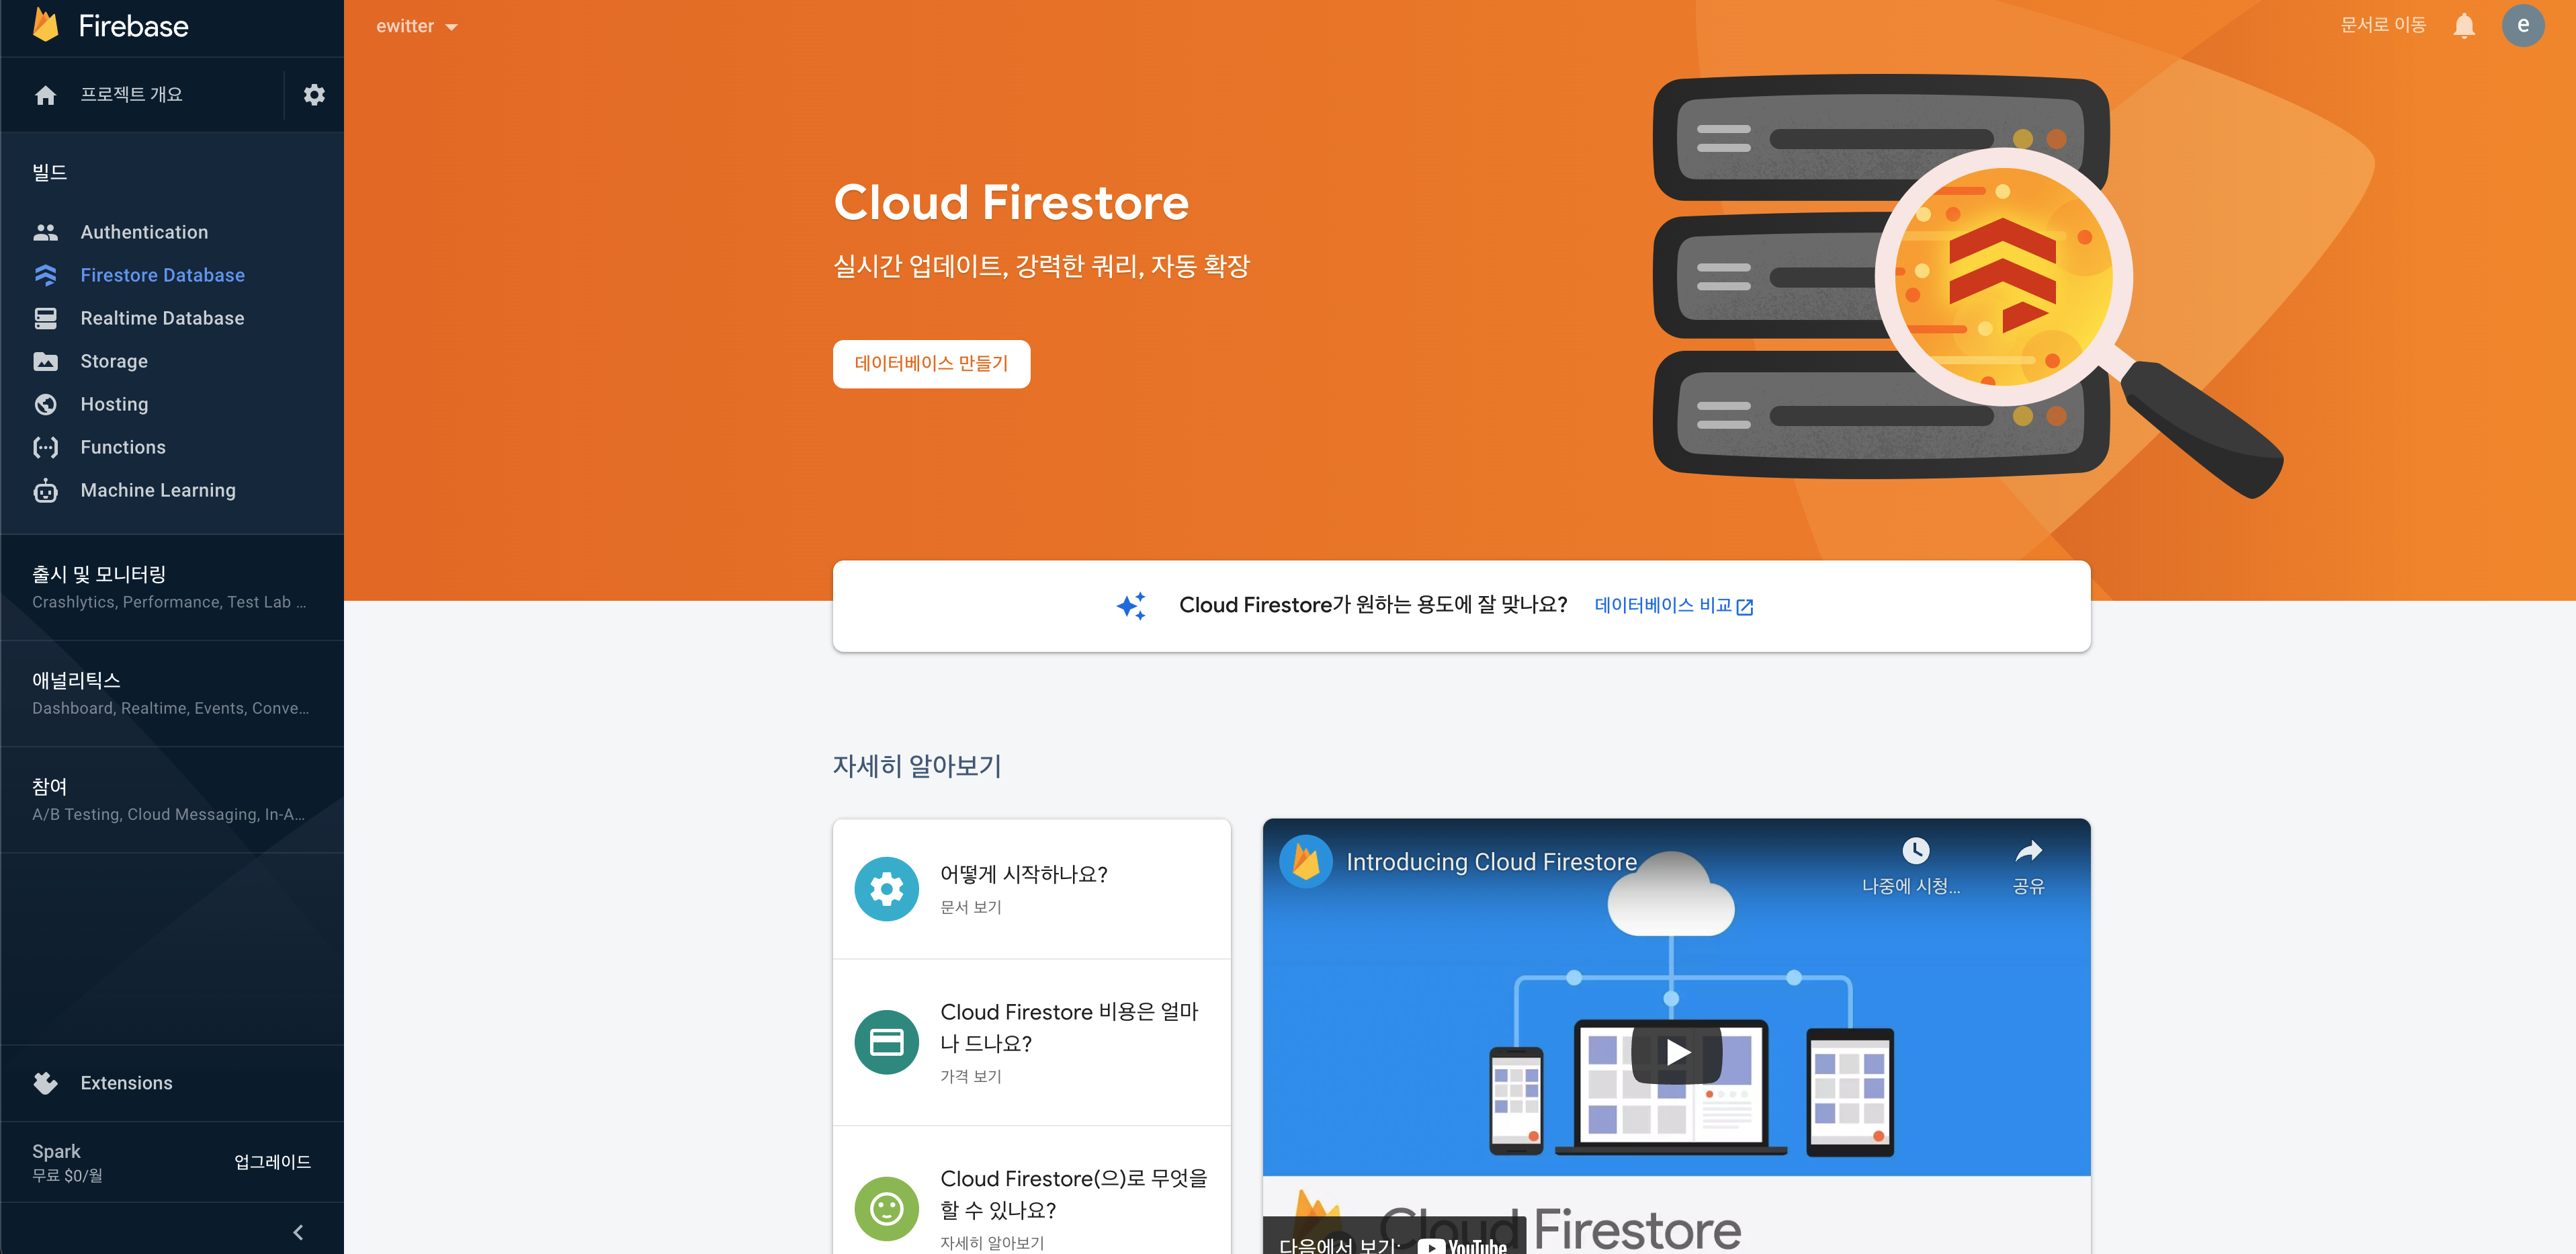 Firebase
프로젝트 개요
빌드
Authentication
Firestore Database
Realtime Database
Storage
Hosting
Functions
Machine Learning
출시 및 모니터링
Crashlytics, Performance, Test Lab ...
애널리틱스
Dashboard, Realtime, Events, Conve...
참여
A/B Testing, Cloud Messaging, In-A...
Extensions
Spark
무료 $0/월
업그레이드
ewitter
문서로 이동
e
Cloud Firestore
실시간 업데이트, 강력한 쿼리, 자동 확장
데이터베이스 만들기
Cloud Firestore가 원하는 용도에 잘 맞나요?
데이터베이스 비교
자세히 알아보기
어떻게 시작하나요?
문서 보기
Cloud Firestore 비용은 얼마
나 드나요?
가격 보기
Cloud Firestore(으)로 무엇을
할 수 있나요?
자세히 알아보기
Introducing Cloud Firestore
나중에 시청...
공유
Cloud Firestore
다음에서 보기:
YouTube